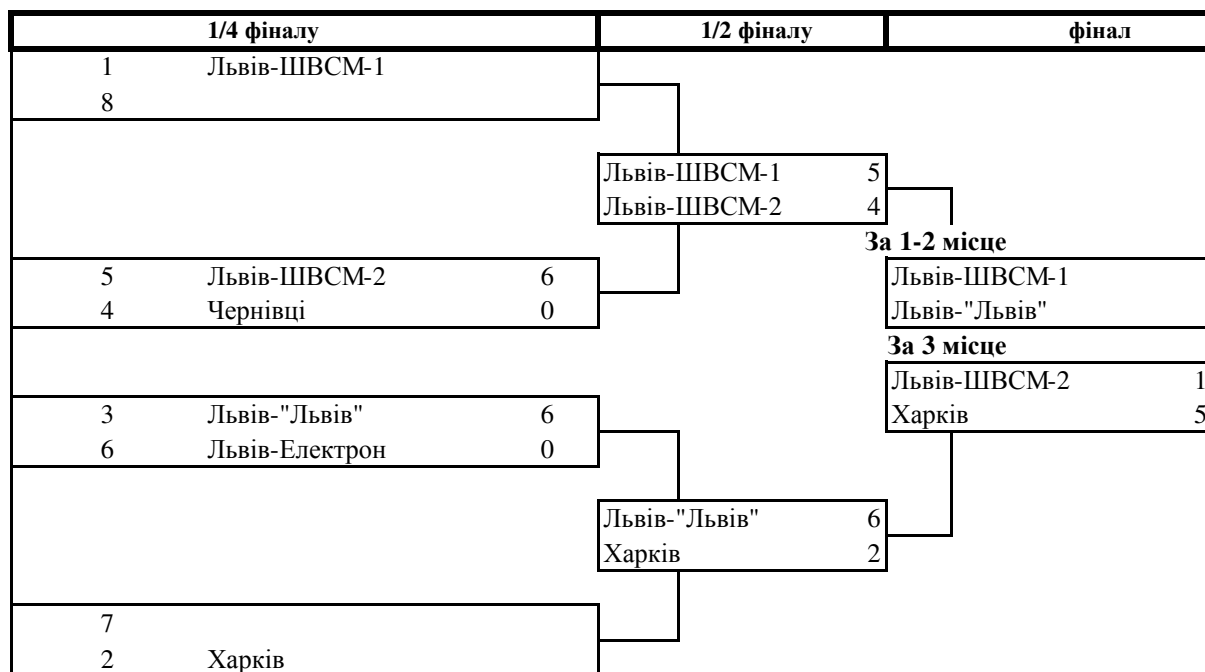 1/4 фіналу 1/2 фіналу фінал
1 Львів-ШВСМ-1
8
Львів-ШВСМ-1 5
Львів-ШВСМ-2 4
За 1-2 місце
5 Львів-ШВСМ-2 6 Львів-ШВСМ-1
4 Чернівці 0 Львів-"Львів"
За 3 місце
Львів-ШВСМ-2 1
3 Львів-"Львів" 6 Харків 5
6 Львів-Електрон 0
Львів-"Львів" 6
Харків 2
7
2 Харків